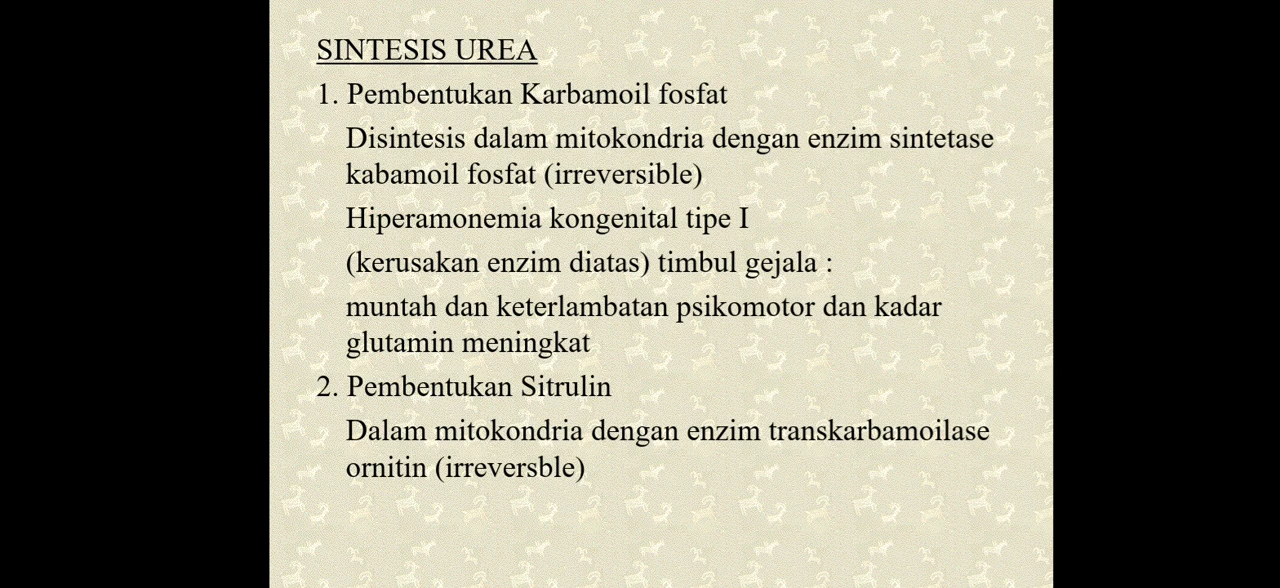 SINTESIS UREA
1. Pembentukan Karbamoil fosfat
Disintesis dalam mitokondria dengan enzim sintetase
kabamoil fosfat (irreversible)
Hiperamonemia kongenital tipe I
(kerusakan enzim diatas) timbul gejala :
muntah dan keterlambatan psikomotor dan kadar
glutamin meningkat
2. Pembentukan Sitrulin
Dalam mitokondria dengan enzim transkarbamoilase
ornitin (irreversble)